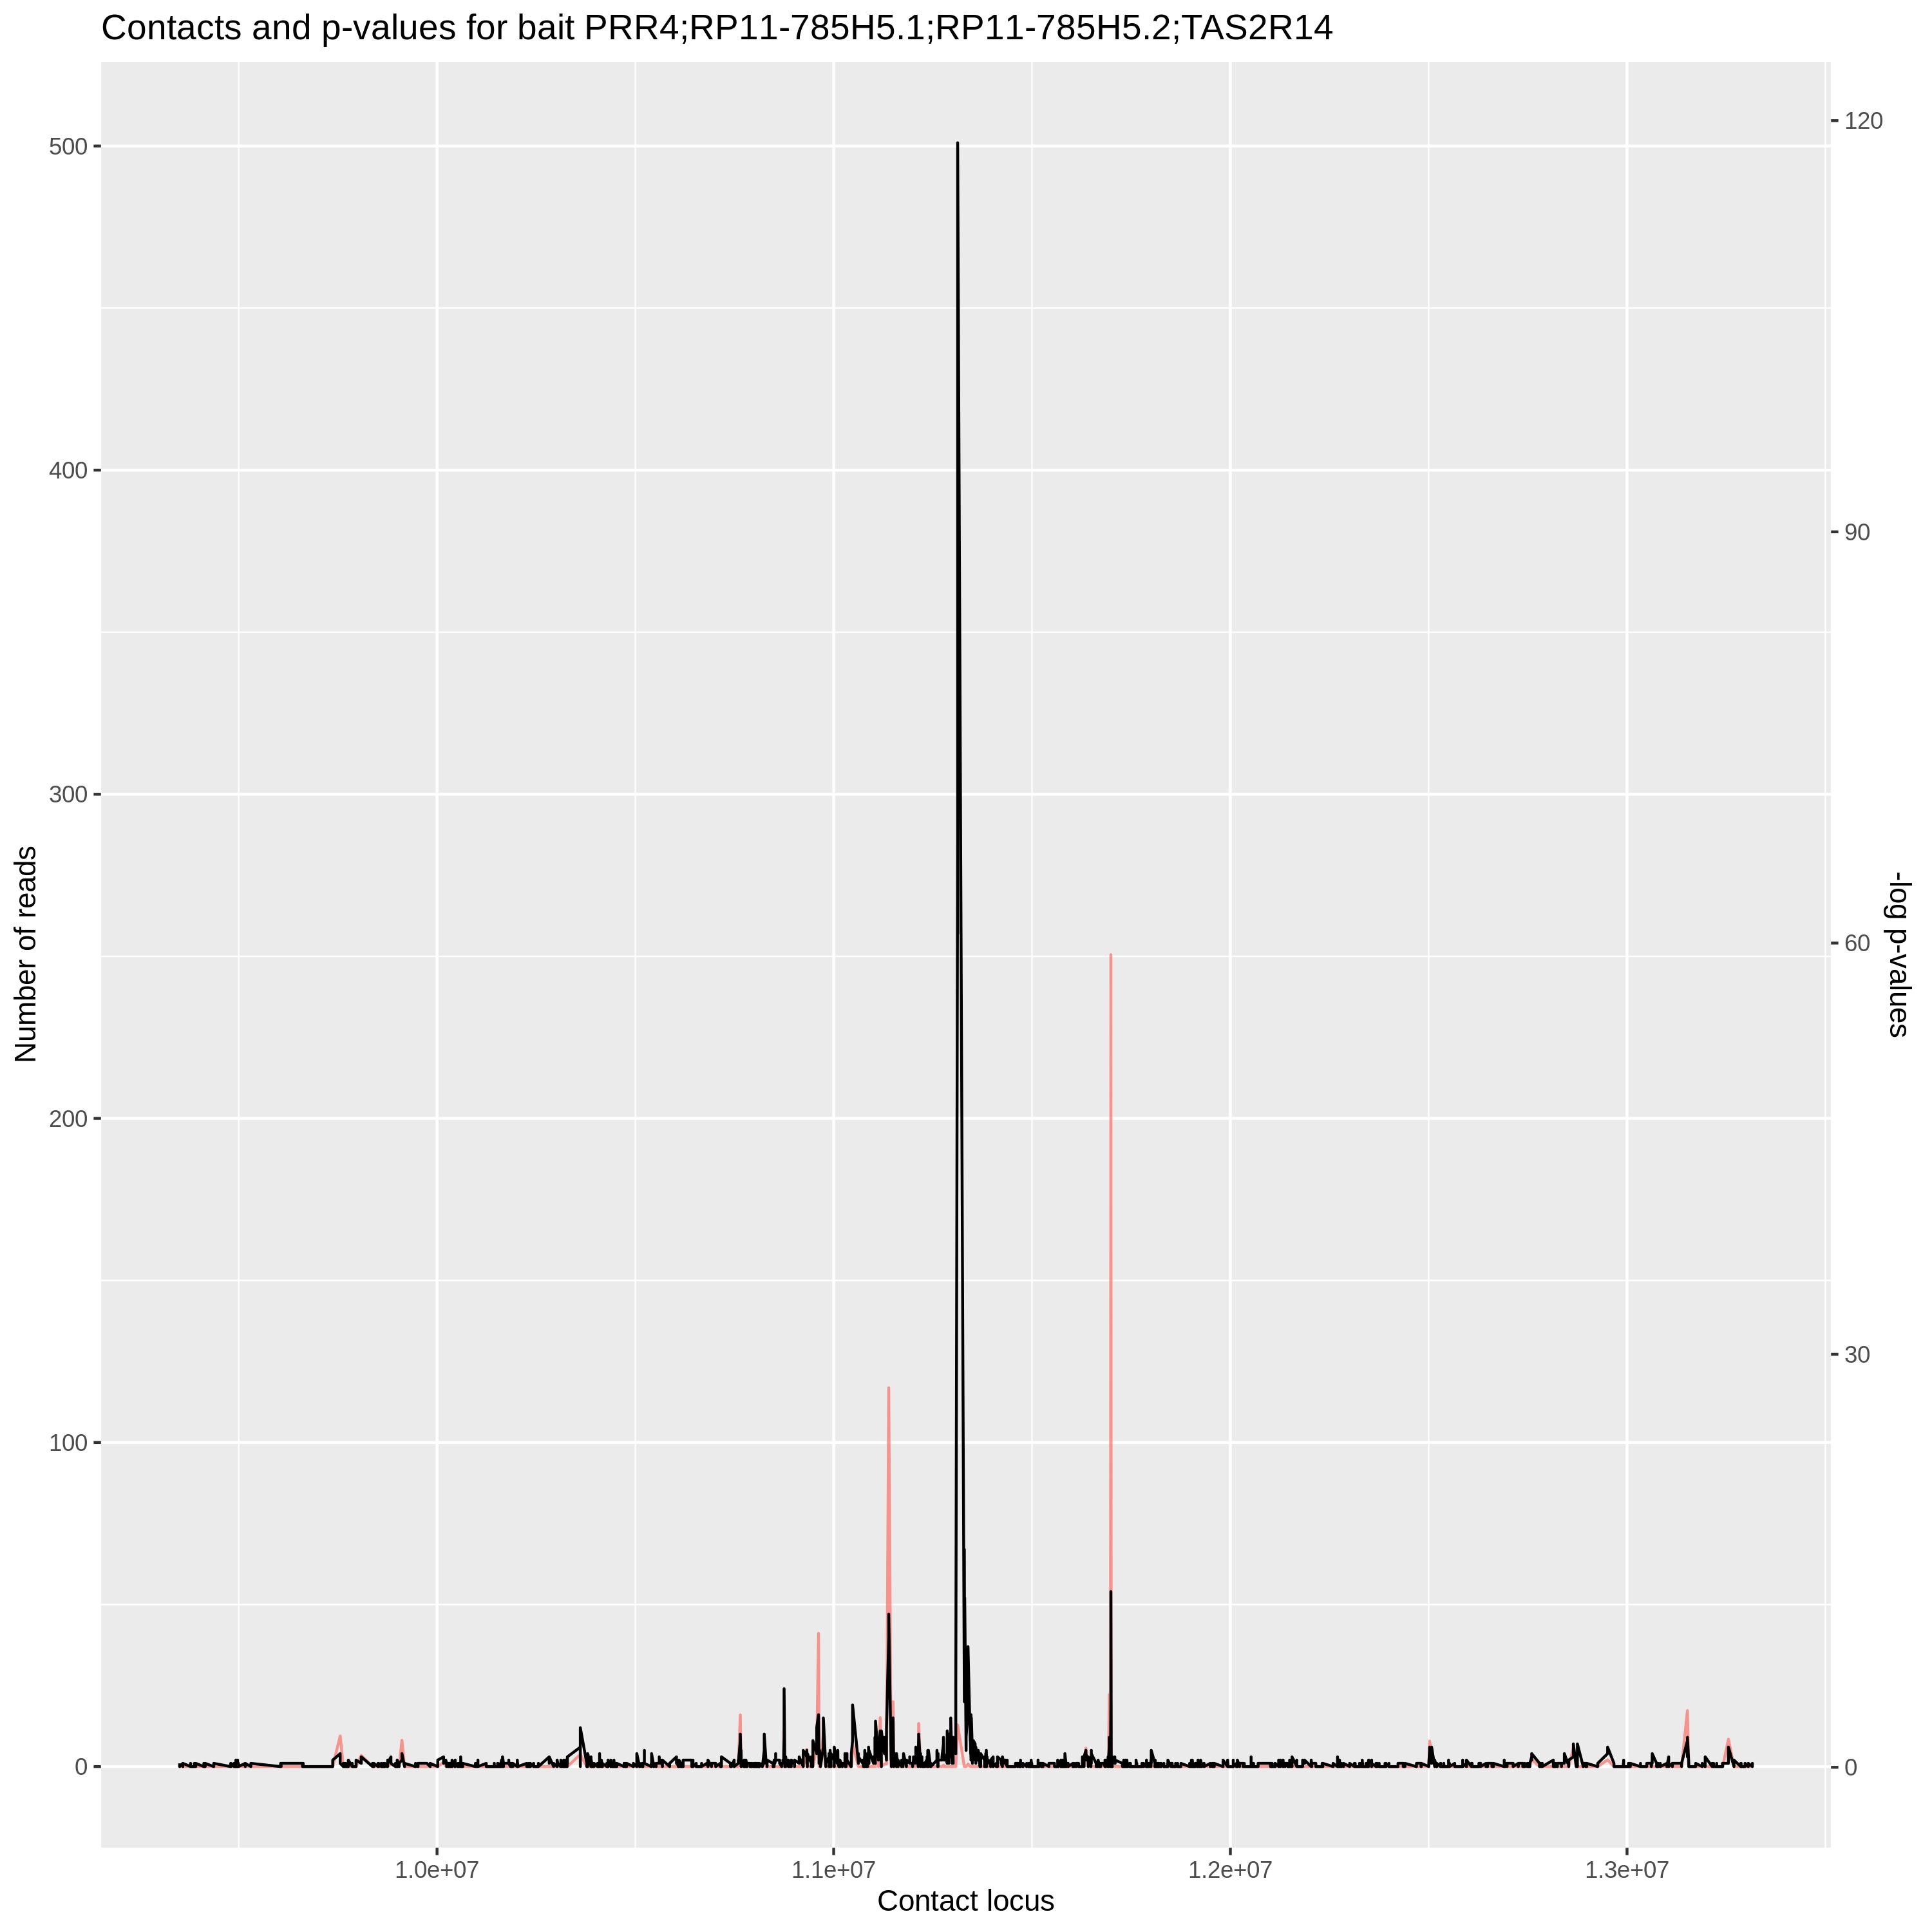 Contacts and p-values for bait PRR4;RP11-785H5.1;RP11-785H5.2;TAS2R14
500
400
300
200
100
0
Number of reads
120
90
60
30
0
-log p-values
1.0e+07
1.1e+07
1.2e+07
1.3e+07
Contact locus